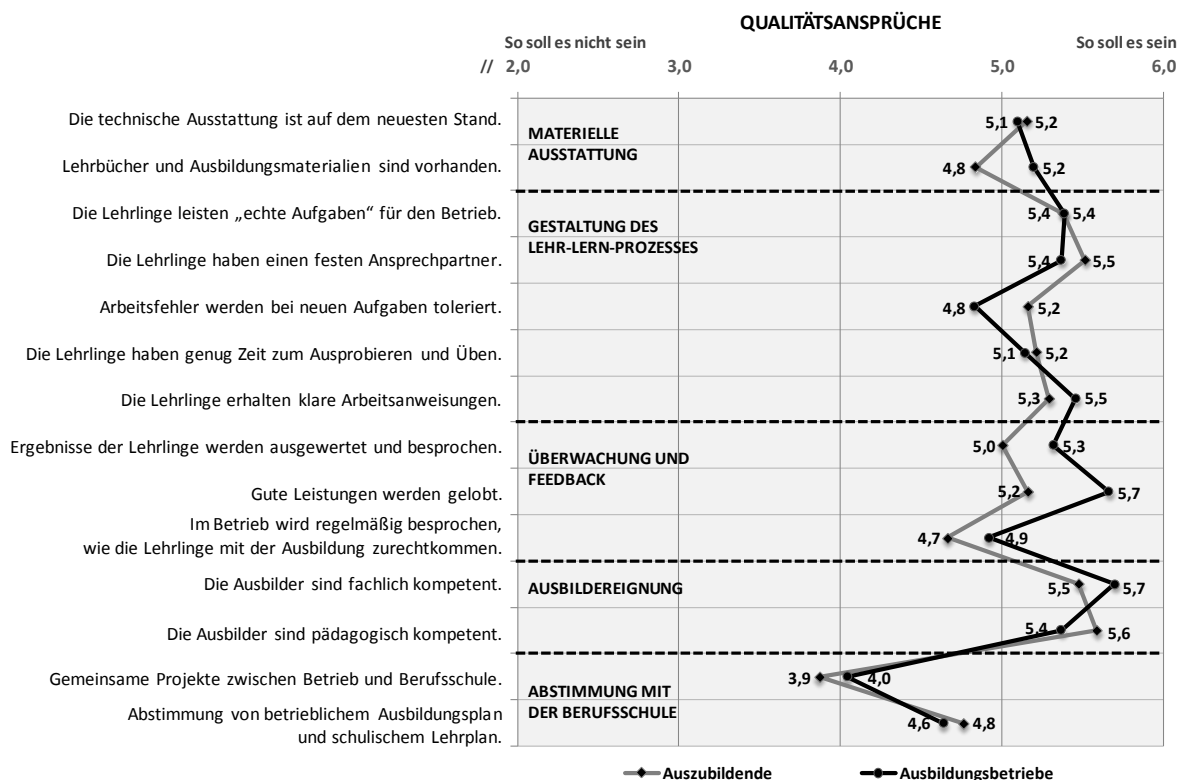 QUALITÄTSANSPRÜCHE
So soll es nicht sein So soll es sein
// 2,0 3,0 4,0 5,0 6,0
Die technische Ausstattung ist auf dem neuesten Stand.
5,1 5,2
MATERIELLE
AUSSTATTUNG
Lehrbücher und Ausbildungsmaterialien sind vorhanden.
4,8 5,2
Die Lehrlinge leisten „echte Aufgaben“ für den Betrieb.
5,4 5,4
GESTALTUNG DES
LEHR-LERN-PROZESSES
Die Lehrlinge haben einen festen Ansprechpartner.
5,4 5,5
Arbeitsfehler werden bei neuen Aufgaben toleriert.
4,8 5,2
Die Lehrlinge haben genug Zeit zum Ausprobieren und Üben.
5,1 5,2
Die Lehrlinge erhalten klare Arbeitsanweisungen.
5,3 5,5
Ergebnisse der Lehrlinge werden ausgewertet und besprochen.
5,0 5,3
ÜBERWACHUNG UND
FEEDBACK
Gute Leistungen werden gelobt.
5,2 5,7
Im Betrieb wird regelmäßig besprochen,
wie die Lehrlinge mit der Ausbildung zurechtkommen.
4,7 4,9
Die Ausbilder sind fachlich kompetent.
AUSBILDEREIGNUNG
5,5 5,7
Die Ausbilder sind pädagogisch kompetent.
5,4 5,6
Gemeinsame Projekte zwischen Betrieb und Berufsschule.
3,9 4,0
ABSTIMMUNG MIT
DER BERUFSSCHULE
Abstimmung von betrieblichem Ausbildungsplan
und schulischem Lehrplan.
4,6 4,8
Auszubildende Ausbildungsbetriebe